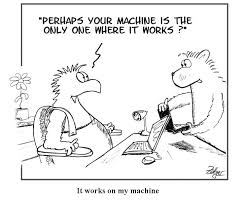 "PERHAPS YOUR MACHINE IS THE
ONLY ONE WHERE IT WORKS ?"
It works on my machine